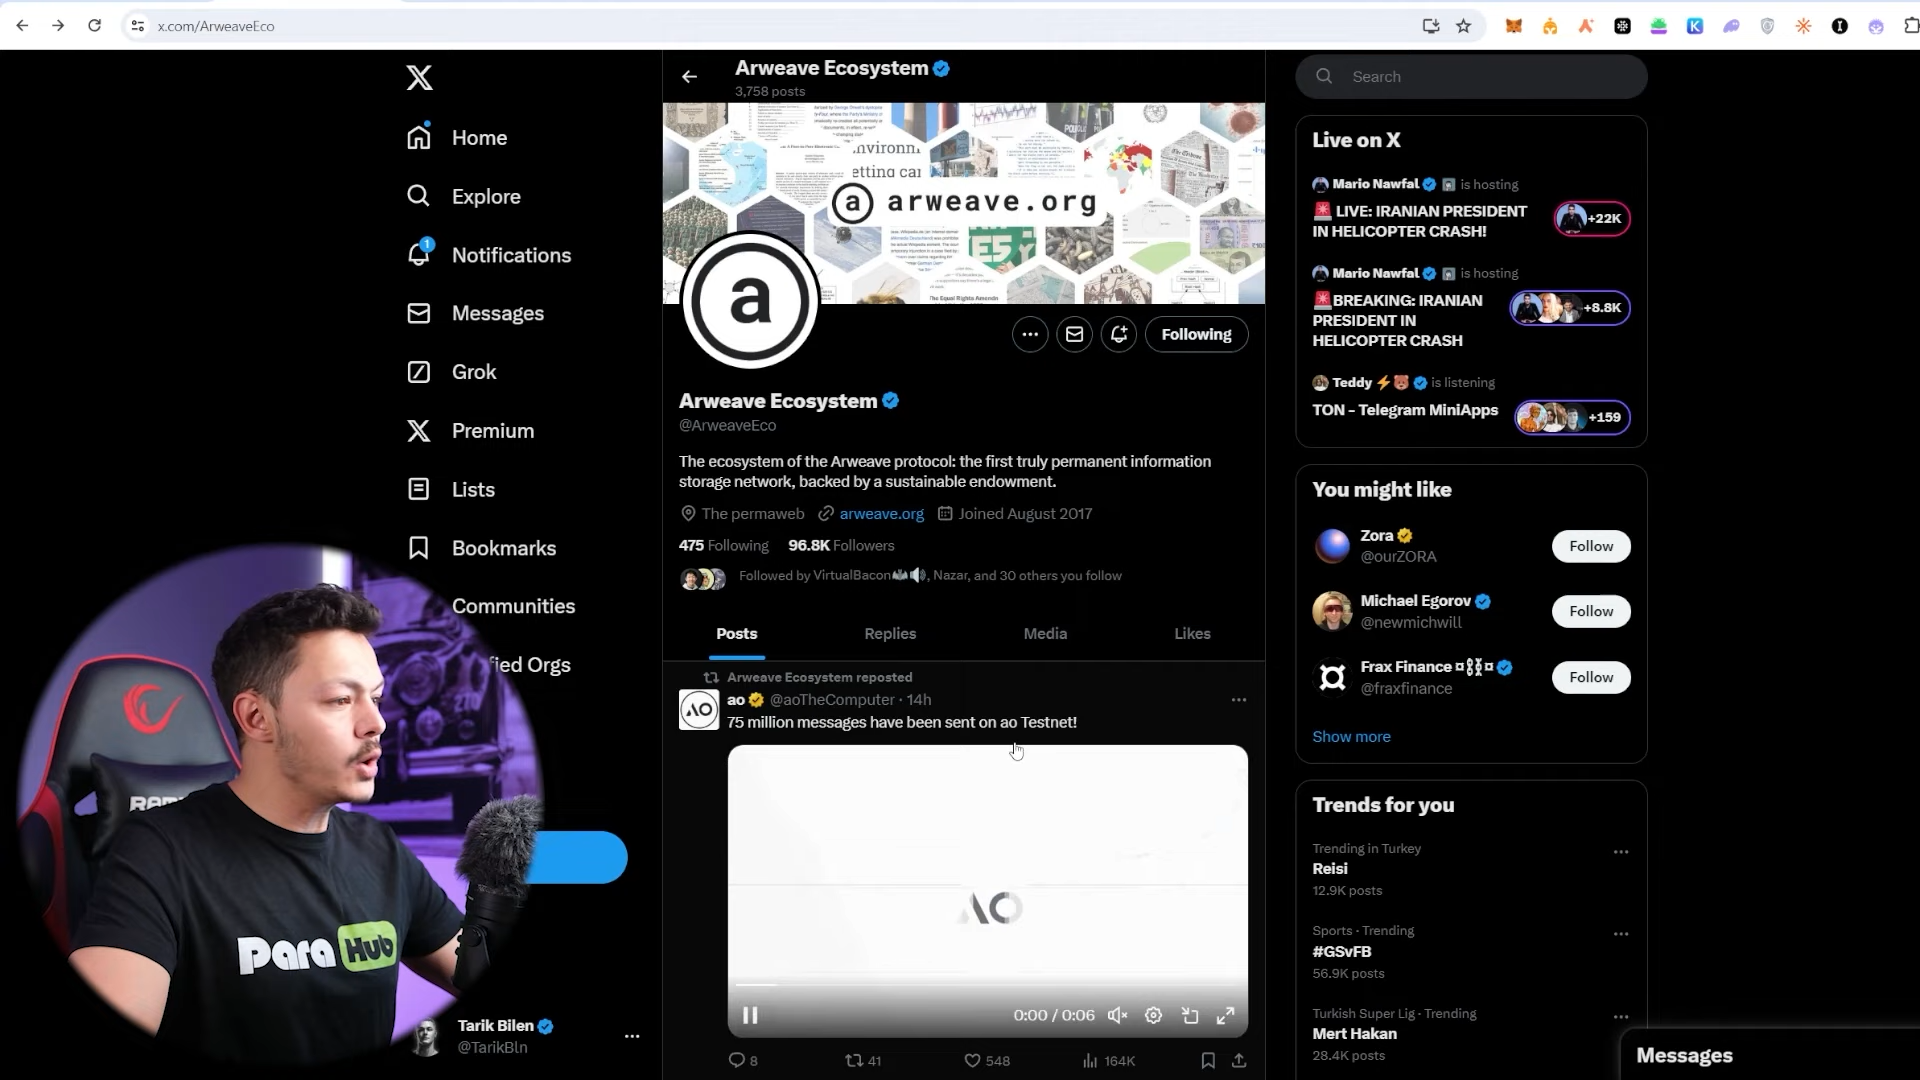 x.com/ArweaveEco
Home
Explore
1
Notifications
Messages
Grok
Premium
Lists
Bookmarks
Communities
ied Orgs
Para Hub
Tarik Bilen
@TarikBln
Arweave Ecosystem
3,758 posts
arweave.org
a
Following
Arweave Ecosystem
@ArweaveEco
The ecosystem of the Arweave protocol: the first truly permanent information
storage network, backed by a sustainable endowment.
The permaweb arweave.org Joined August 2017
475 Following 96.8K Followers
Followed by VirtualBacon, Nazar, and 30 others you follow
Posts Replies Media Likes
Arweave Ecosystem reposted
ao @aoTheComputer · 14h
75 million messages have been sent on ao Testnet!
AO
0:00 / 0:06
8 41 548 164K
Search
Live on X
Mario Nawfal is hosting
LIVE: IRANIAN PRESIDENT
IN HELICOPTER CRASH!
+22K
Mario Nawfal is hosting
BREAKING: IRANIAN
PRESIDENT IN
HELICOPTER CRASH
+8.8K
Teddy is listening
TON - Telegram MiniApps
+159
You might like
Zora
@ourZORA
Follow
Michael Egorov
@newmichwill
Follow
Frax Finance
@fraxfinance
Follow
Show more
Trends for you
Trending in Turkey
Reisi
12.9K posts
Sports · Trending
#GSvFB
56.9K posts
Turkish Super Lig · Trending
Mert Hakan
28.4K posts
Messages